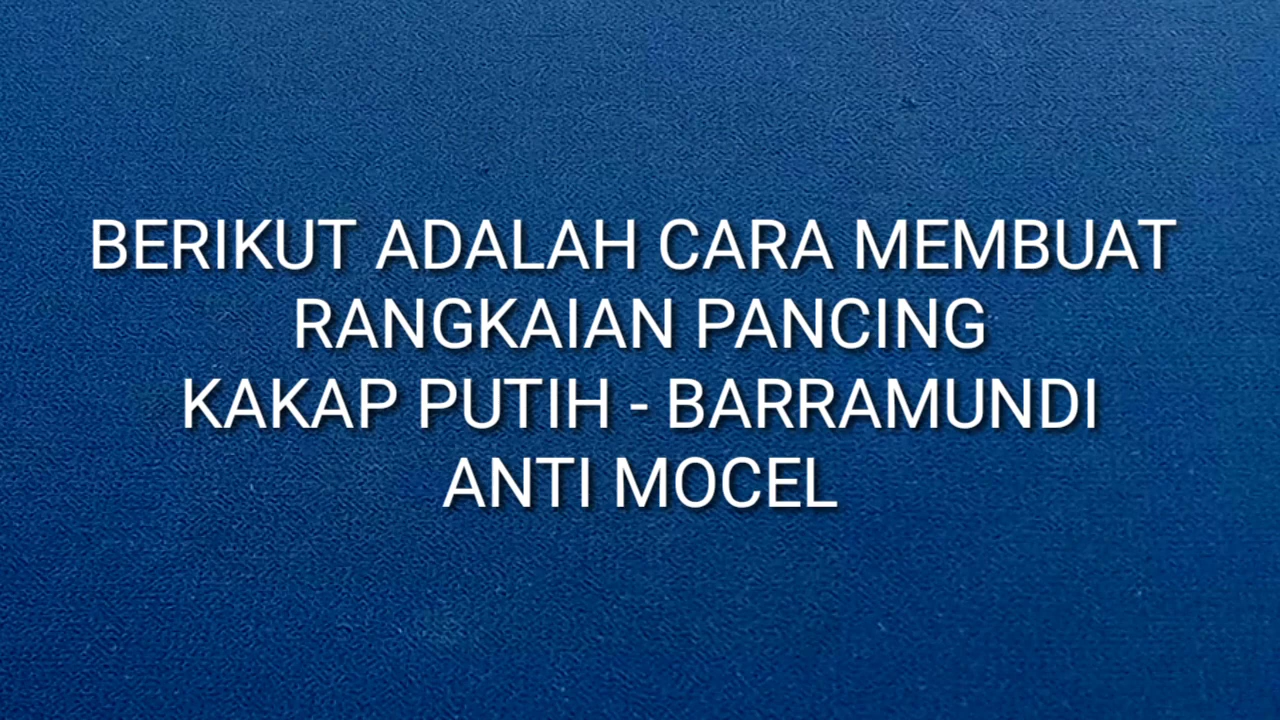 BERIKUT ADALAH CARA MEMBUAT
RANGKAIAN PANCING
KAKAP PUTIH - BARRAMUNDI
ANTI MOCEL